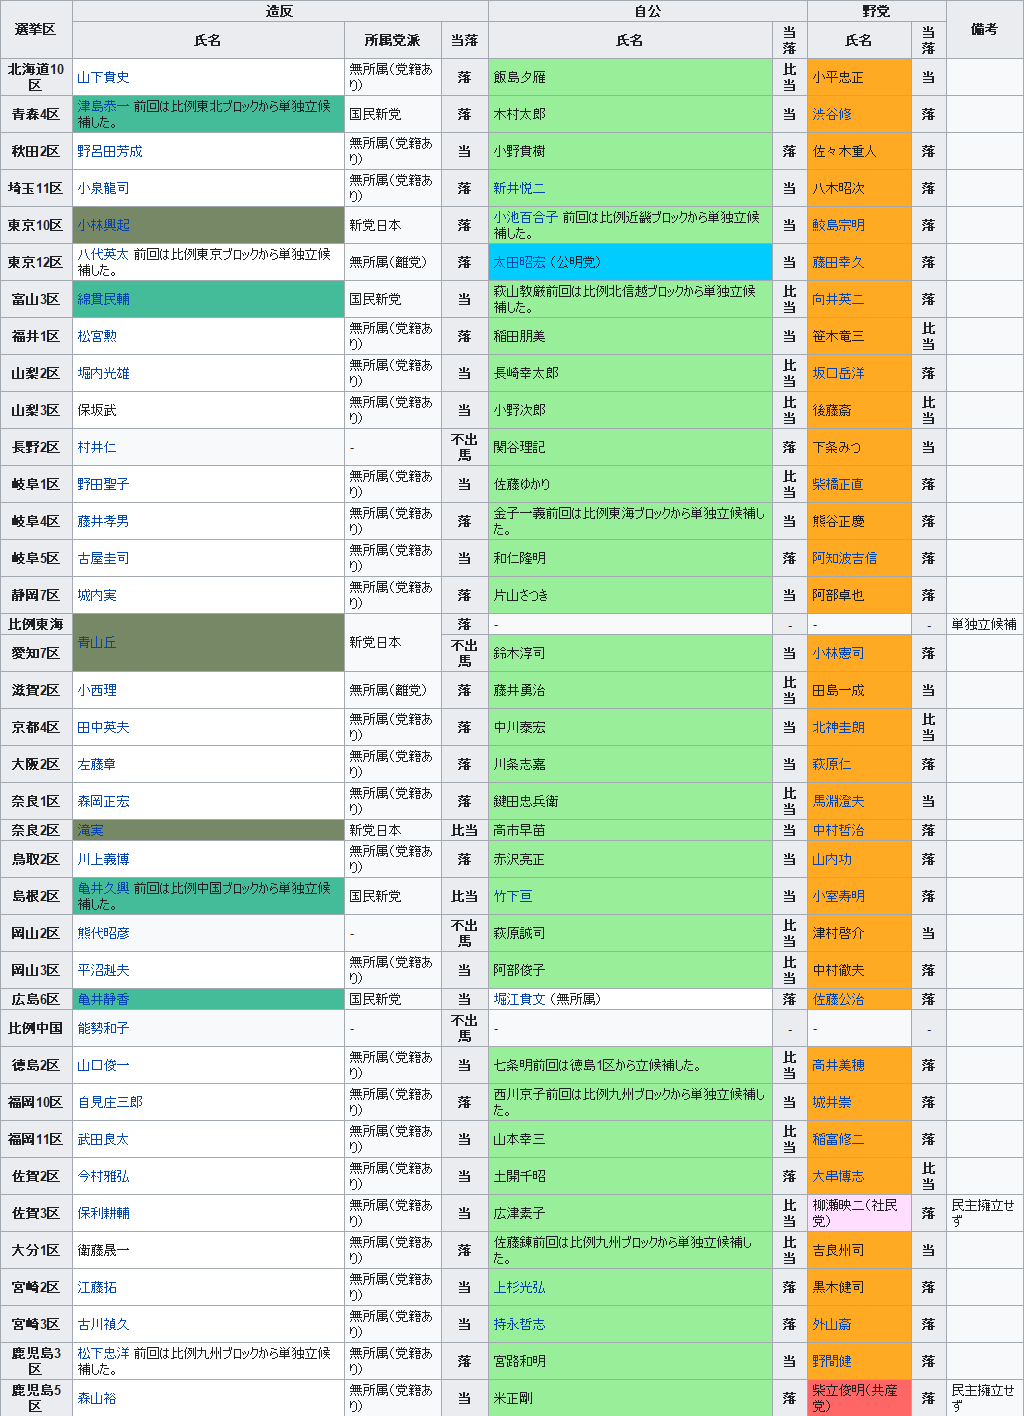 選挙区 造反 自公 野党 備考
氏名 所属党派 当落 氏名 当落 氏名 当落
北海道10区 山下貴史 無所属(党籍あり) 落 飯島夕雁 比当 小平忠正 当
青森4区 津島恭一 前回は比例東北ブロックから単独立候補した。 国民新党 落 木村太郎 当 渋谷修 落
秋田2区 野呂田芳成 無所属(党籍あり) 当 小野貴樹 落 佐々木重人 落
埼玉11区 小泉龍司 無所属(党籍あり) 落 新井悦二 当 八木昭次 落
東京10区 小林興起 新党日本 落 小池百合子 前回は比例近畿ブロックから単独立候補した。 当 鮫島宗明 落
東京12区 八代英太 前回は比例東京ブロックから単独立候補した。 無所属(離党) 落 太田昭宏 (公明党) 当 藤田幸久 落
富山3区 綿貫民輔 国民新党 当 萩山教嚴前回は比例北信越ブロックから単独立候補した。 比当 向井英二 落
福井1区 松宮勲 無所属(党籍あり) 落 稲田朋美 当 笹木竜三 比当
山梨2区 堀内光雄 無所属(党籍あり) 当 長崎幸太郎 比当 坂口岳洋 落
山梨3区 保坂武 無所属(党籍あり) 当 小野次郎 比当 後藤斎 比当
長野2区 村井仁 - 不出馬 関谷理記 落 下条みつ 当
岐阜1区 野田聖子 無所属(党籍あり) 当 佐藤ゆかり 比当 柴橋正直 落
岐阜4区 藤井孝男 無所属(党籍あり) 落 金子一義前回は比例東海ブロックから単独立候補した。 当 熊谷正慶 落
岐阜5区 古屋圭司 無所属(党籍あり) 当 和仁隆明 落 阿知波吉信 落
静岡7区 城内実 無所属(党籍あり) 落 片山さつき 当 阿部卓也 落
比例東海 青山丘 新党日本 落 - - - - 単独立候補
愛知7区 不出馬 鈴木淳司 当 小林憲司 落
滋賀2区 小西理 無所属(離党) 落 藤井勇治 比当 田島一成 当
京都4区 田中英夫 無所属(党籍あり) 落 中川泰宏 当 北神圭朗 比当
大阪2区 左藤章 無所属(党籍あり) 落 川条志嘉 当 萩原仁 落
奈良1区 森岡正宏 無所属(党籍あり) 落 鍵田忠兵衛 比当 馬淵澄夫 当
奈良2区 滝実 新党日本 比当 高市早苗 当 中村哲治 落
鳥取2区 川上義博 無所属(党籍あり) 落 赤沢亮正 当 山内功 落
島根2区 亀井久興 前回は比例中国ブロックから単独立候補した。 国民新党 比当 竹下亘 当 小室寿明 落
岡山2区 熊代昭彦 - 不出馬 萩原誠司 比当 津村啓介 当
岡山3区 平沼赳夫 無所属(党籍あり) 当 阿部俊子 比当 中村徹夫 落
広島6区 亀井静香 国民新党 当 堀江貴文 (無所属) 落 佐藤公治 落
比例中国 能勢和子 - 不出馬 - - - -
徳島2区 山口俊一 無所属(党籍あり) 当 七条明前回は徳島1区から立候補した。 比当 高井美穂 落
福岡10区 自見庄三郎 無所属(党籍あり) 落 西川京子前回は比例九州ブロックから単独立候補した。 当 城井崇 落
福岡11区 武田良太 無所属(党籍あり) 当 山本幸三 比当 稲富修二 落
佐賀2区 今村雅弘 無所属(党籍あり) 当 土開千昭 落 大串博志 比当
佐賀3区 保利耕輔 無所属(党籍あり) 当 広津素子 比当 柳瀬映二(社民党) 落 民主擁立せず
大分1区 衛藤晟一 無所属(党籍あり) 落 佐藤錬前回は比例九州ブロックから単独立候補した。 比当 吉良州司 当
宮崎2区 江藤拓 無所属(党籍あり) 当 上杉光弘 落 黒木健司 落
宮崎3区 古川禎久 無所属(党籍あり) 当 持永哲志 落 外山斎 落
鹿児島3区 松下忠洋 前回は比例九州ブロックから単独立候補した。 無所属(党籍あり) 落 宮路和明 当 野間健 落
鹿児島5区 森山裕 無所属(党籍あり) 当 米正剛 落 柴立俊明(共産党) 落 民主擁立せず